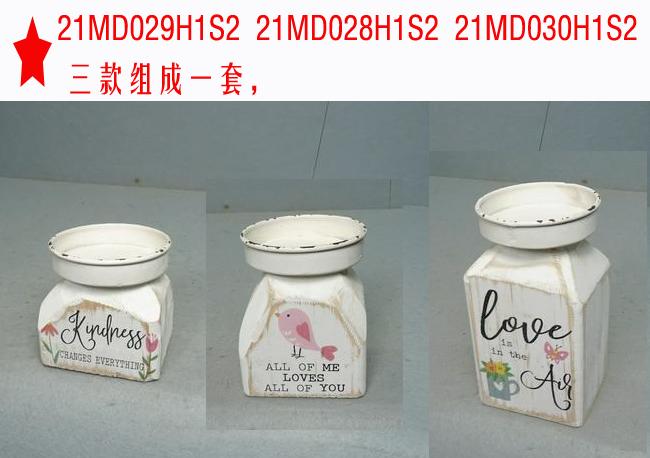 21MD029H1S2 21MD028H1S2 21MD030H1S2
三款组成一套,
Kindness
CHANGES EVERYTHING
ALL OF ME
LOVES
ALL OF YOU
love
is
in the
Air